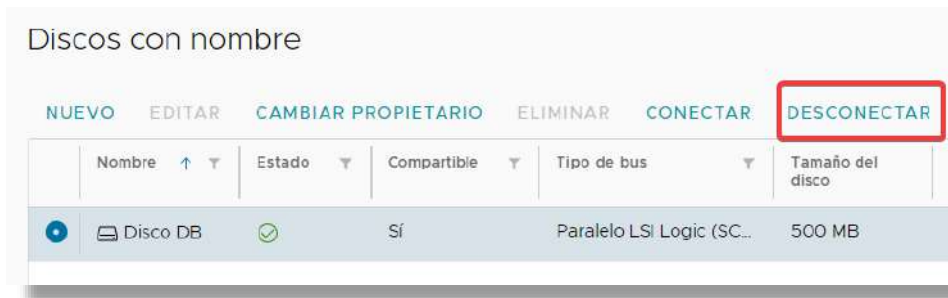 Discos con nombre
NUEVO EDITAR CAMBIAR PROPIETARIO ELIMINAR CONECTAR DESCONECTAR
Nombre Estado Compartible Tipo de bus Tamaño del
disco
Disco DB Sí Paralelo LSI Logic (SC... 500 MB